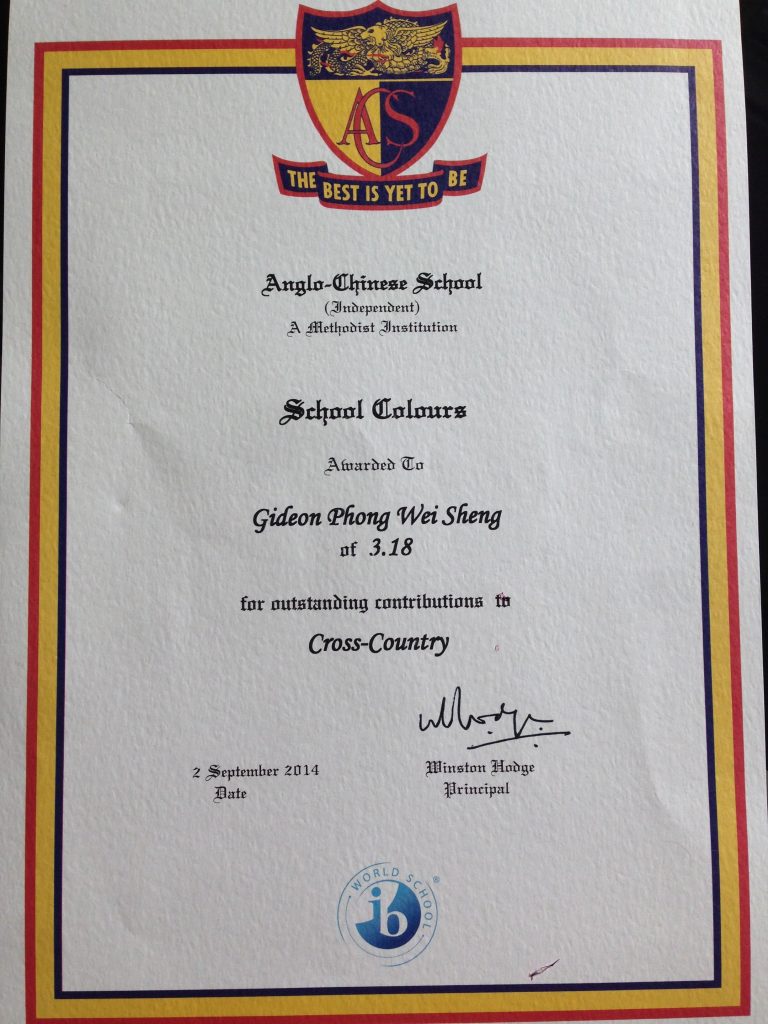 ACS
THE BEST IS YET TO BE
Anglo-Chinese School
(Independent)
A Methodist Institution
School Colours
Awarded To
Gideon Phong Wei Sheng
of 3.18
for outstanding contributions to
Cross-Country
WHodge
2 September 2014
Date
Winston Hodge
Principal
WORLD SCHOOL ®
ib